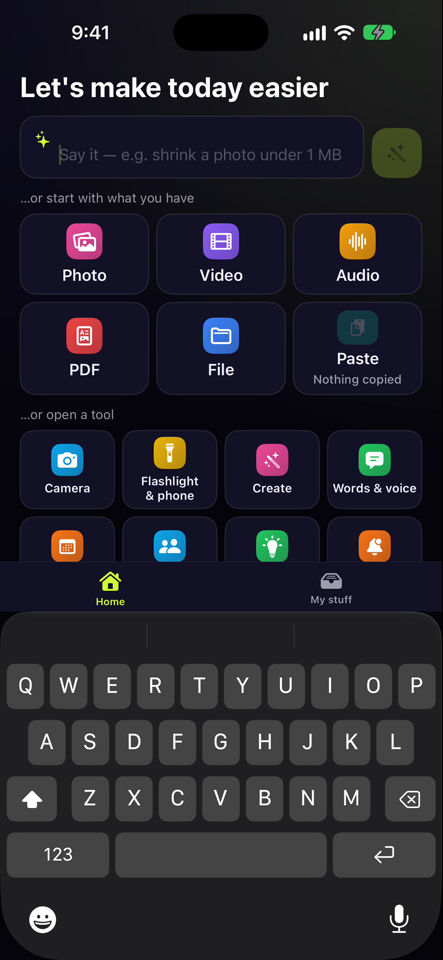 9:41
Let's make today easier
Say it — e.g. shrink a photo under 1 MB
...or start with what you have
Photo
Video
Audio
PDF
File
Paste
Nothing copied
...or open a tool
Camera
Flashlight
& phone
Create
Words & voice
Home
My stuff
Q W E R T Y U I O P
A S D F G H J K L
Z X C V B N M
123